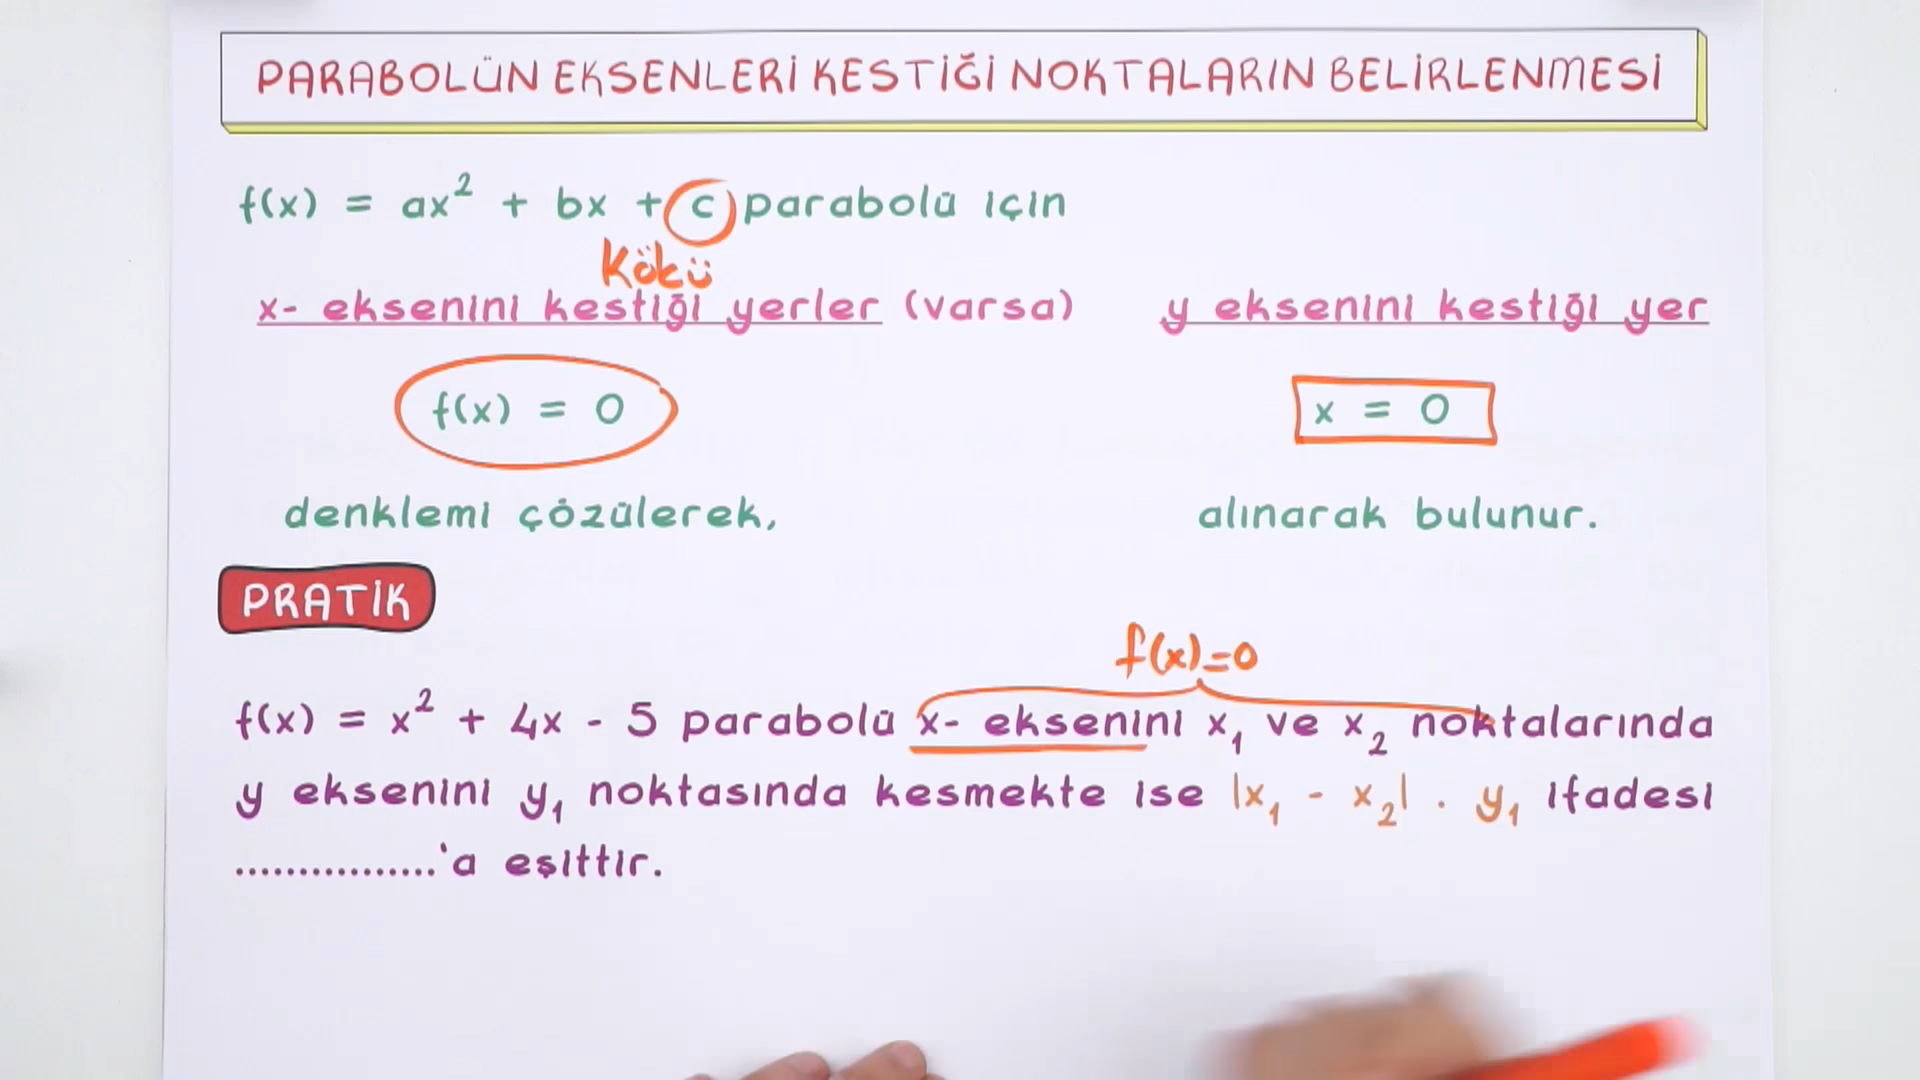 PARABOLÜN EKSENLERİ KESTİĞİ NOKTALARIN BELİRLENMESİ
f(x) = ax² + bx + c parabolü için
Kökü
x- eksenini kestiği yerler (varsa) y eksenini kestiği yer
f(x) = 0 x = 0
denklemi çözülerek, alınarak bulunur.
PRATİK
f(x)=0
f(x) = x² + 4x - 5 parabolü x- eksenini x₁ ve x₂ noktalarında
y eksenini y₁ noktasında kesmekte ise |x₁ - x₂| . y₁ ifadesi
................'a eşittir.